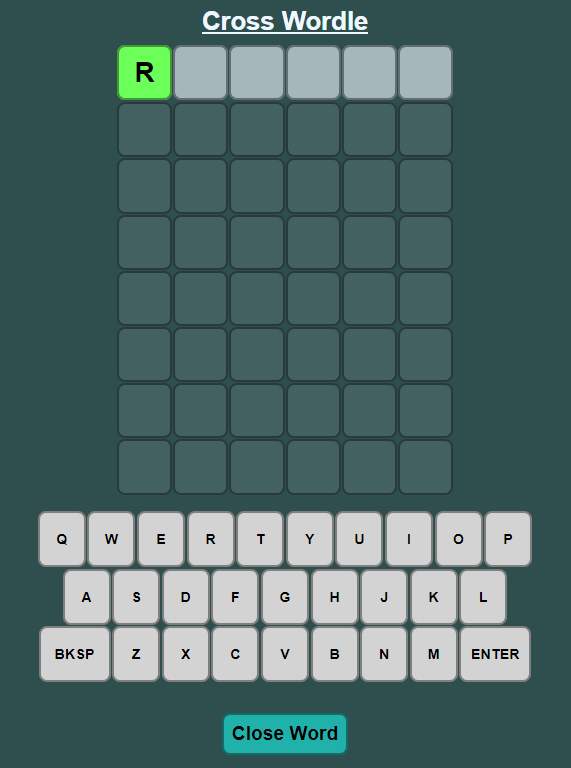 Cross Wordle
R
Q W E R T Y U I O P
A S D F G H J K L
BKSP Z X C V B N M ENTER
Close Word